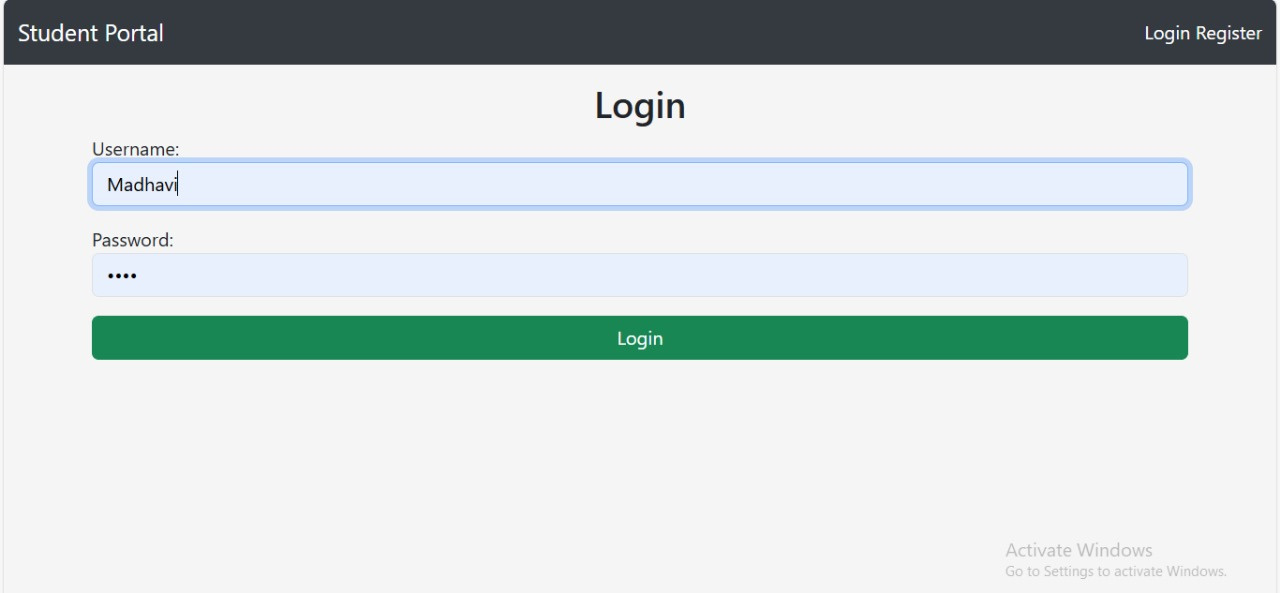 Student Portal
Login Register
Login
Username:
Madhavi
Password:
••••
Login
Activate Windows
Go to Settings to activate Windows.